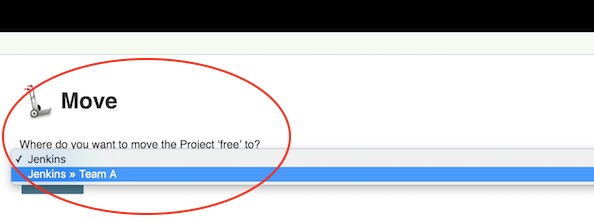 Move
Where do you want to move the Project 'free' to?
✓ Jenkins
Jenkins » Team A